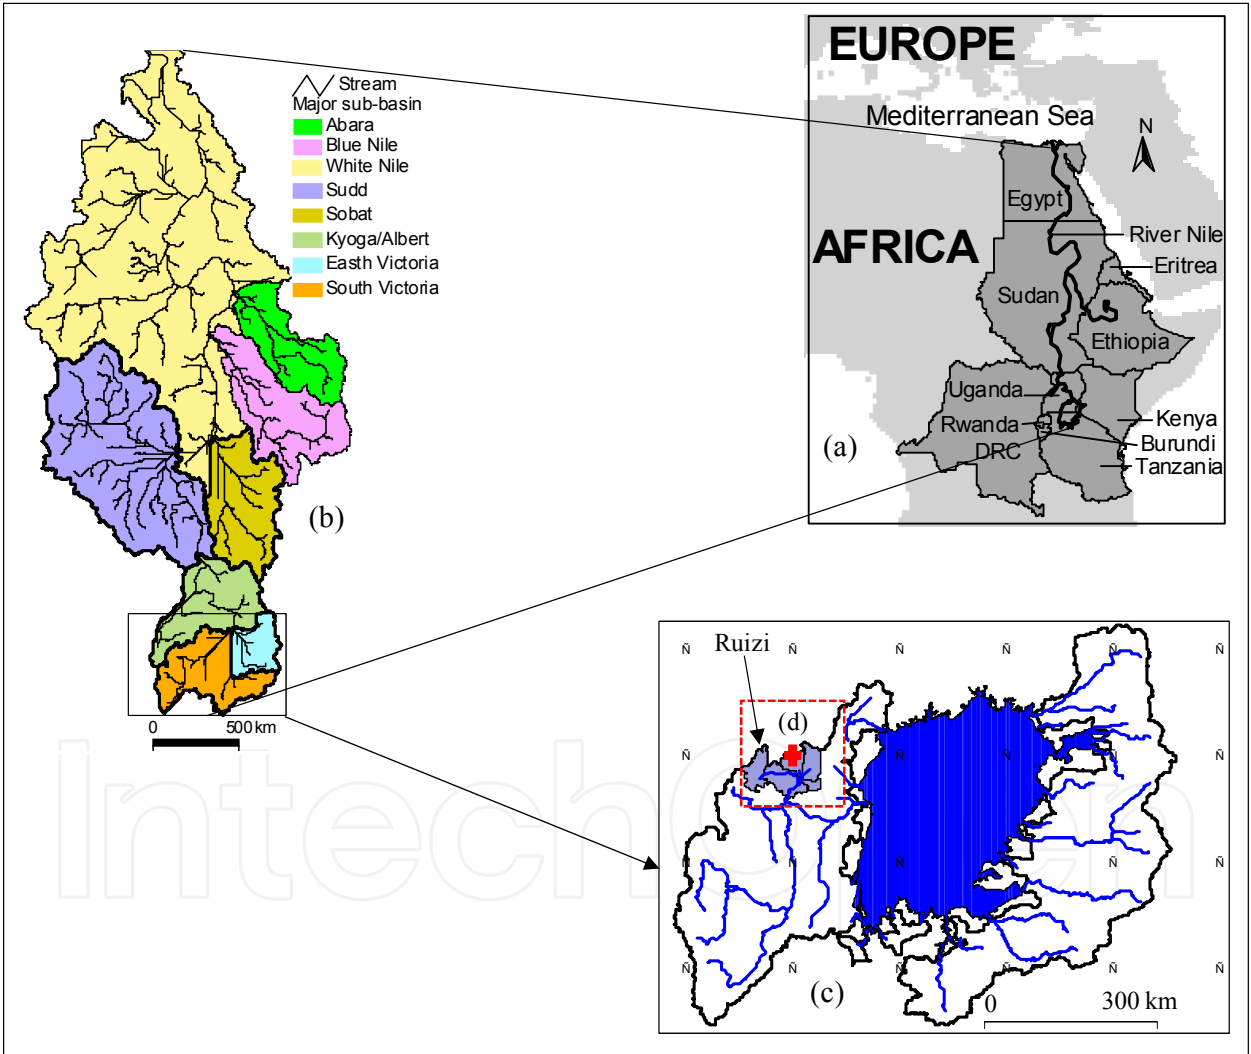 EUROPE
Mediterranean Sea
N
Egypt
AFRICA
River Nile
Eritrea
Sudan
Ethiopia
Uganda
Rwanda
Kenya
Burundi
DRC
Tanzania
(a)
Stream
Major sub-basin
Abara
Blue Nile
White Nile
Sudd
Sobat
Kyoga/Albert
Easth Victoria
South Victoria
(b)
0 500 km
Ruizi
Ñ Ñ Ñ Ñ Ñ Ñ
(d)
Ñ Ñ Ñ Ñ Ñ Ñ
Ñ Ñ Ñ Ñ Ñ Ñ
Ñ Ñ Ñ Ñ Ñ Ñ
(c)
0 300 km
IntechOpen